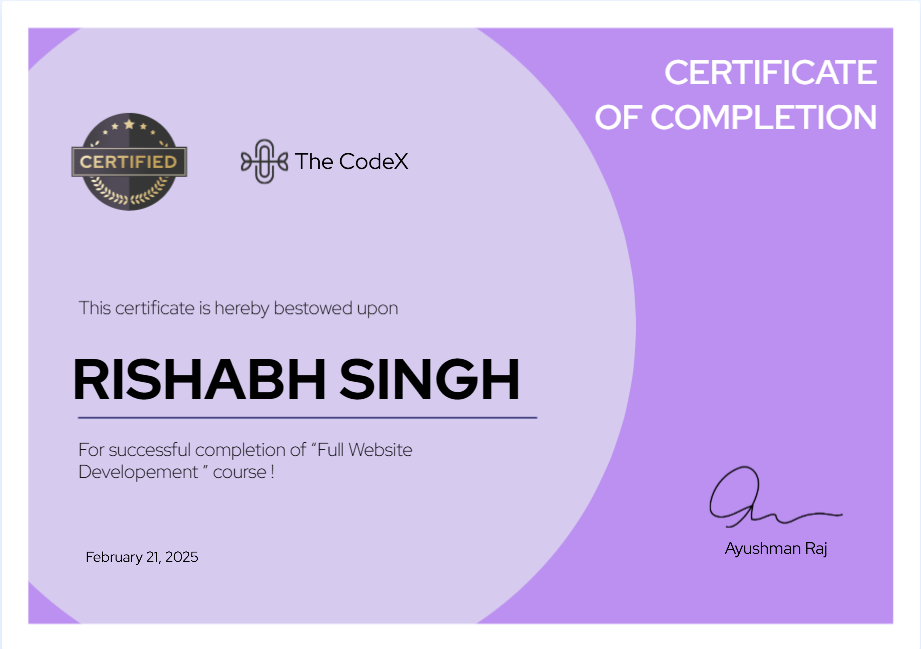 CERTIFICATE
OF COMPLETION
CERTIFIED
The CodeX
This certificate is hereby bestowed upon
RISHABH SINGH
For successful completion of “Full Website
Developement ” course !
February 21, 2025
Ayushman Raj